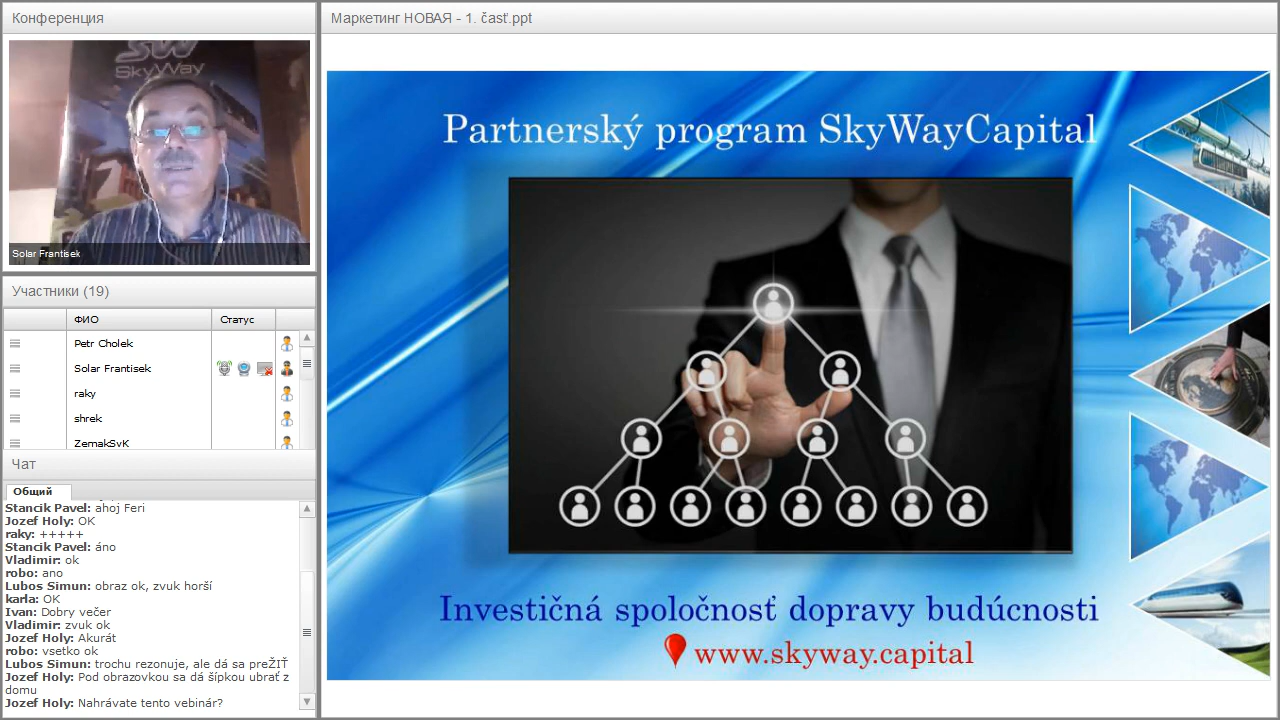 Конференция
SW
SkyWay
Solar Frantisek
Участники (19)
ФИО
Статус
Petr Cholek
Solar Frantisek
raky
shrek
ZemakSvK
Чат
Общий
Stancik Pavel: ahoj Feri
Jozef Holy: OK
raky: +++++
Stancik Pavel: áno
Vladimir: ok
robo: ano
Lubos Simun: obraz ok, zvuk horší
karla: OK
Ivan: Dobry večer
Vladimir: zvuk ok
Jozef Holy: Akurát
robo: vsetko ok
Lubos Simun: trochu rezonuje, ale dá sa preŽIŤ
Jozef Holy: Pod obrazovkou sa dá šípkou ubrať z
domu
Jozef Holy: Nahrávate tento vebinár?
Маркетинг НОВАЯ - 1. časť.ppt
Partnerský program SkyWayCapital
Investičná spoločnosť dopravy budúcnosti
www.skyway.capital